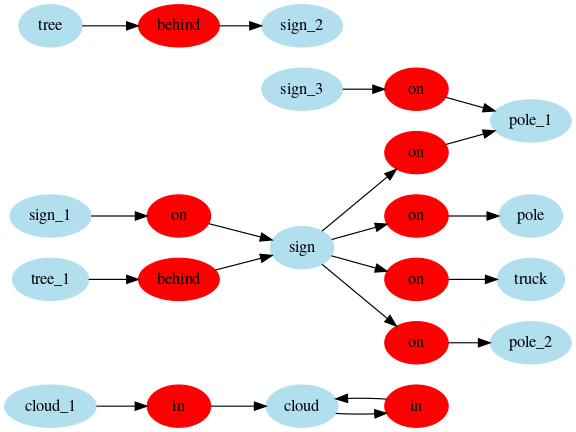 tree behind sign_2
sign_3 on
pole_1
on
sign_1 on on pole
sign
tree_1 behind on truck
on pole_2
cloud_1 in cloud in